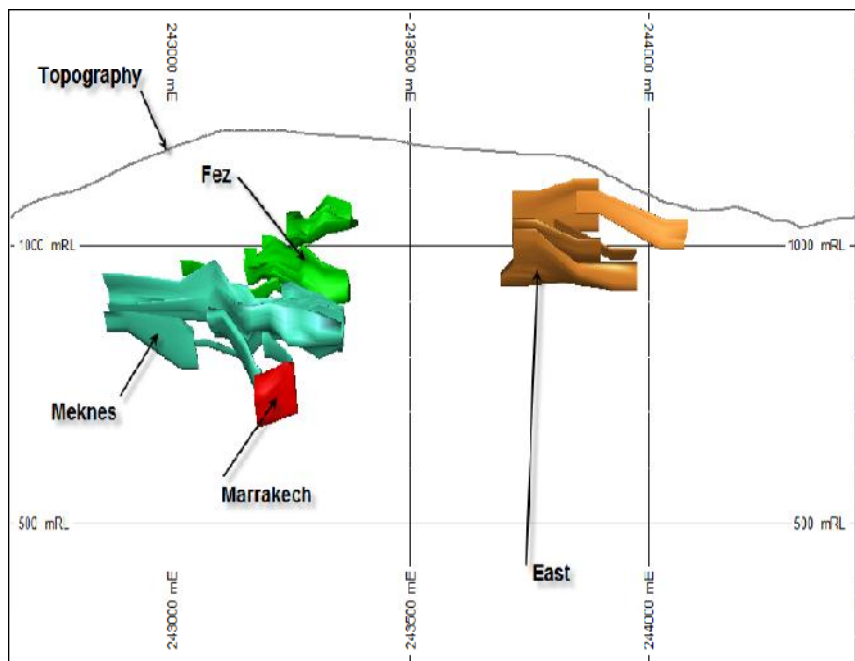 243000 mE
243500 mE
244000 mE
Topography
Fez
1000 mRL
1000 mRL
Meknes
Marrakech
500 mRL
500 mRL
East
243000 mE
243500 mE
244000 mE